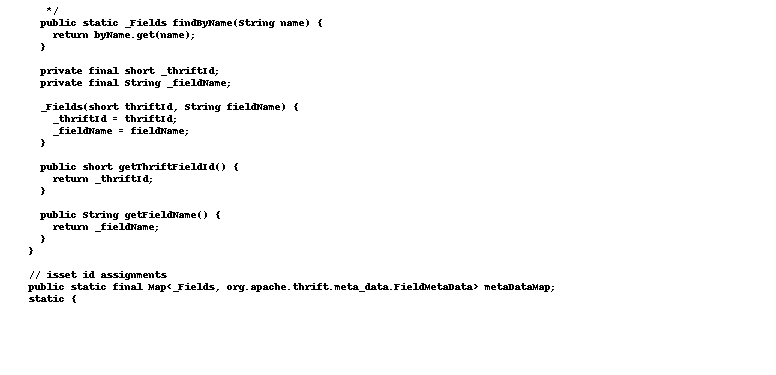 */
public static _Fields findByName(String name) {
return byName.get(name);
}
private final short _thriftId;
private final String _fieldName;
_Fields(short thriftId, String fieldName) {
_thriftId = thriftId;
_fieldName = fieldName;
}
public short getThriftFieldId() {
return _thriftId;
}
public String getFieldName() {
return _fieldName;
}
}
// isset id assignments
public static final Map<_Fields, org.apache.thrift.meta_data.FieldMetaData> metaDataMap;
static {